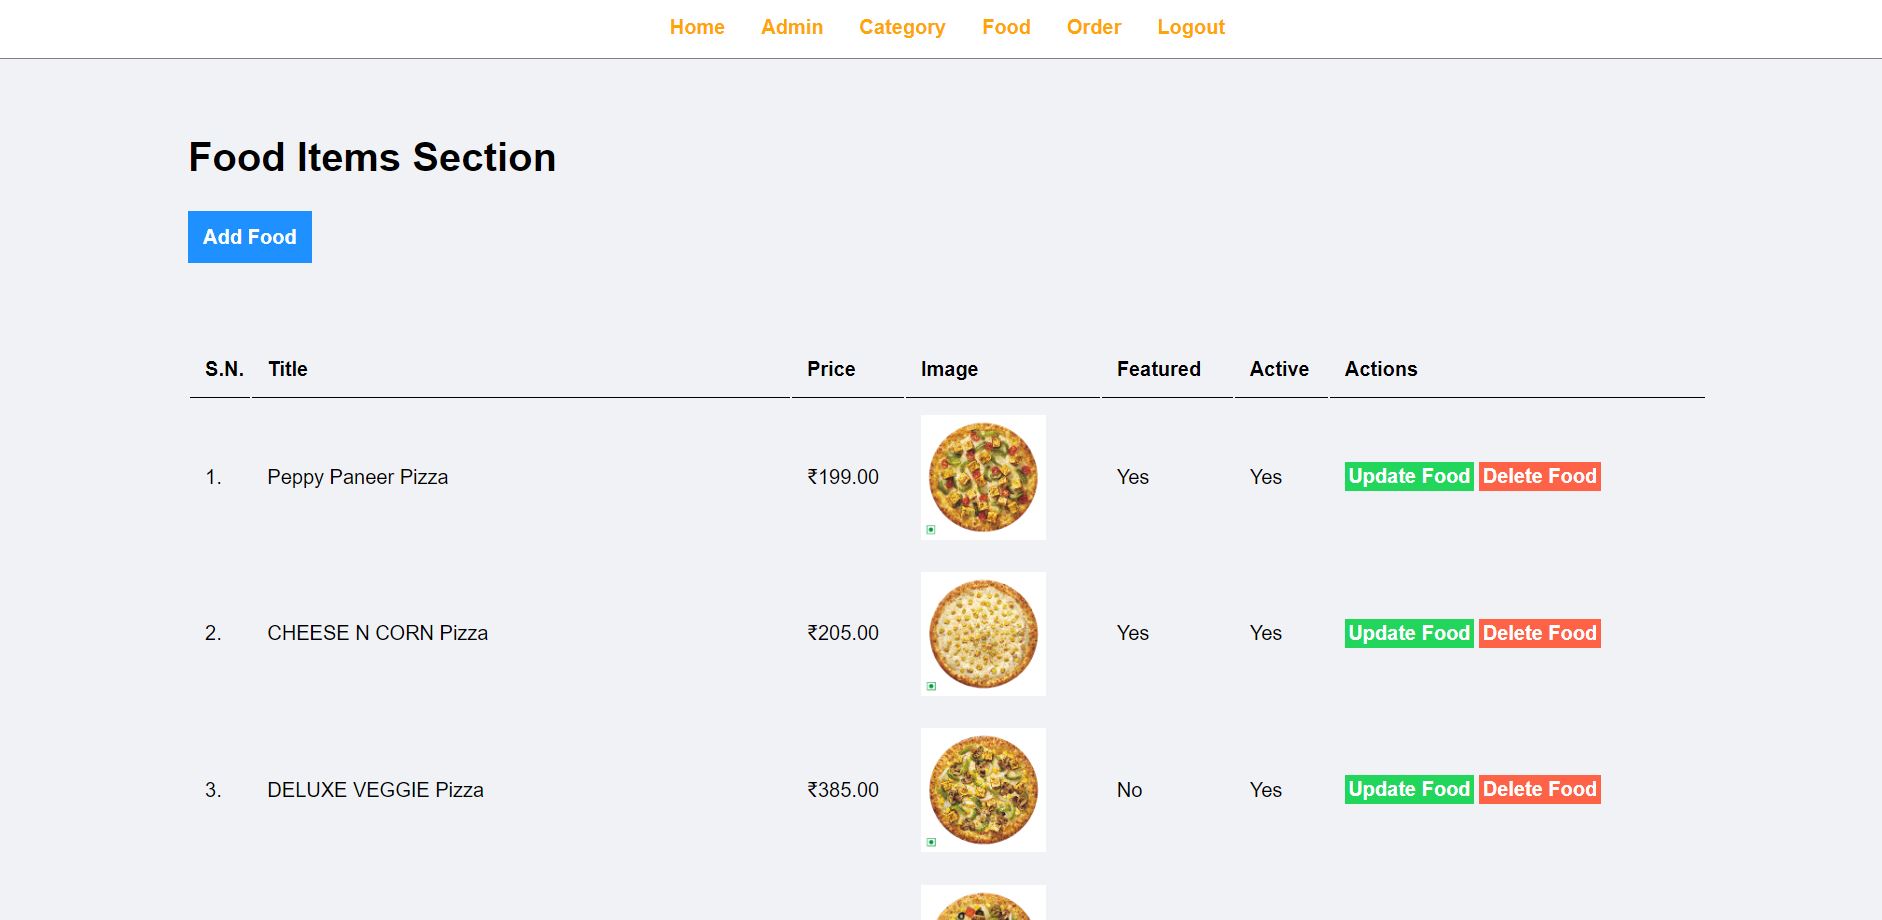 Home Admin Category Food Order Logout
Food Items Section
Add Food
S.N. Title Price Image Featured Active Actions
1. Peppy Paneer Pizza ₹199.00 Yes Yes Update Food Delete Food
2. CHEESE N CORN Pizza ₹205.00 Yes Yes Update Food Delete Food
3. DELUXE VEGGIE Pizza ₹385.00 No Yes Update Food Delete Food